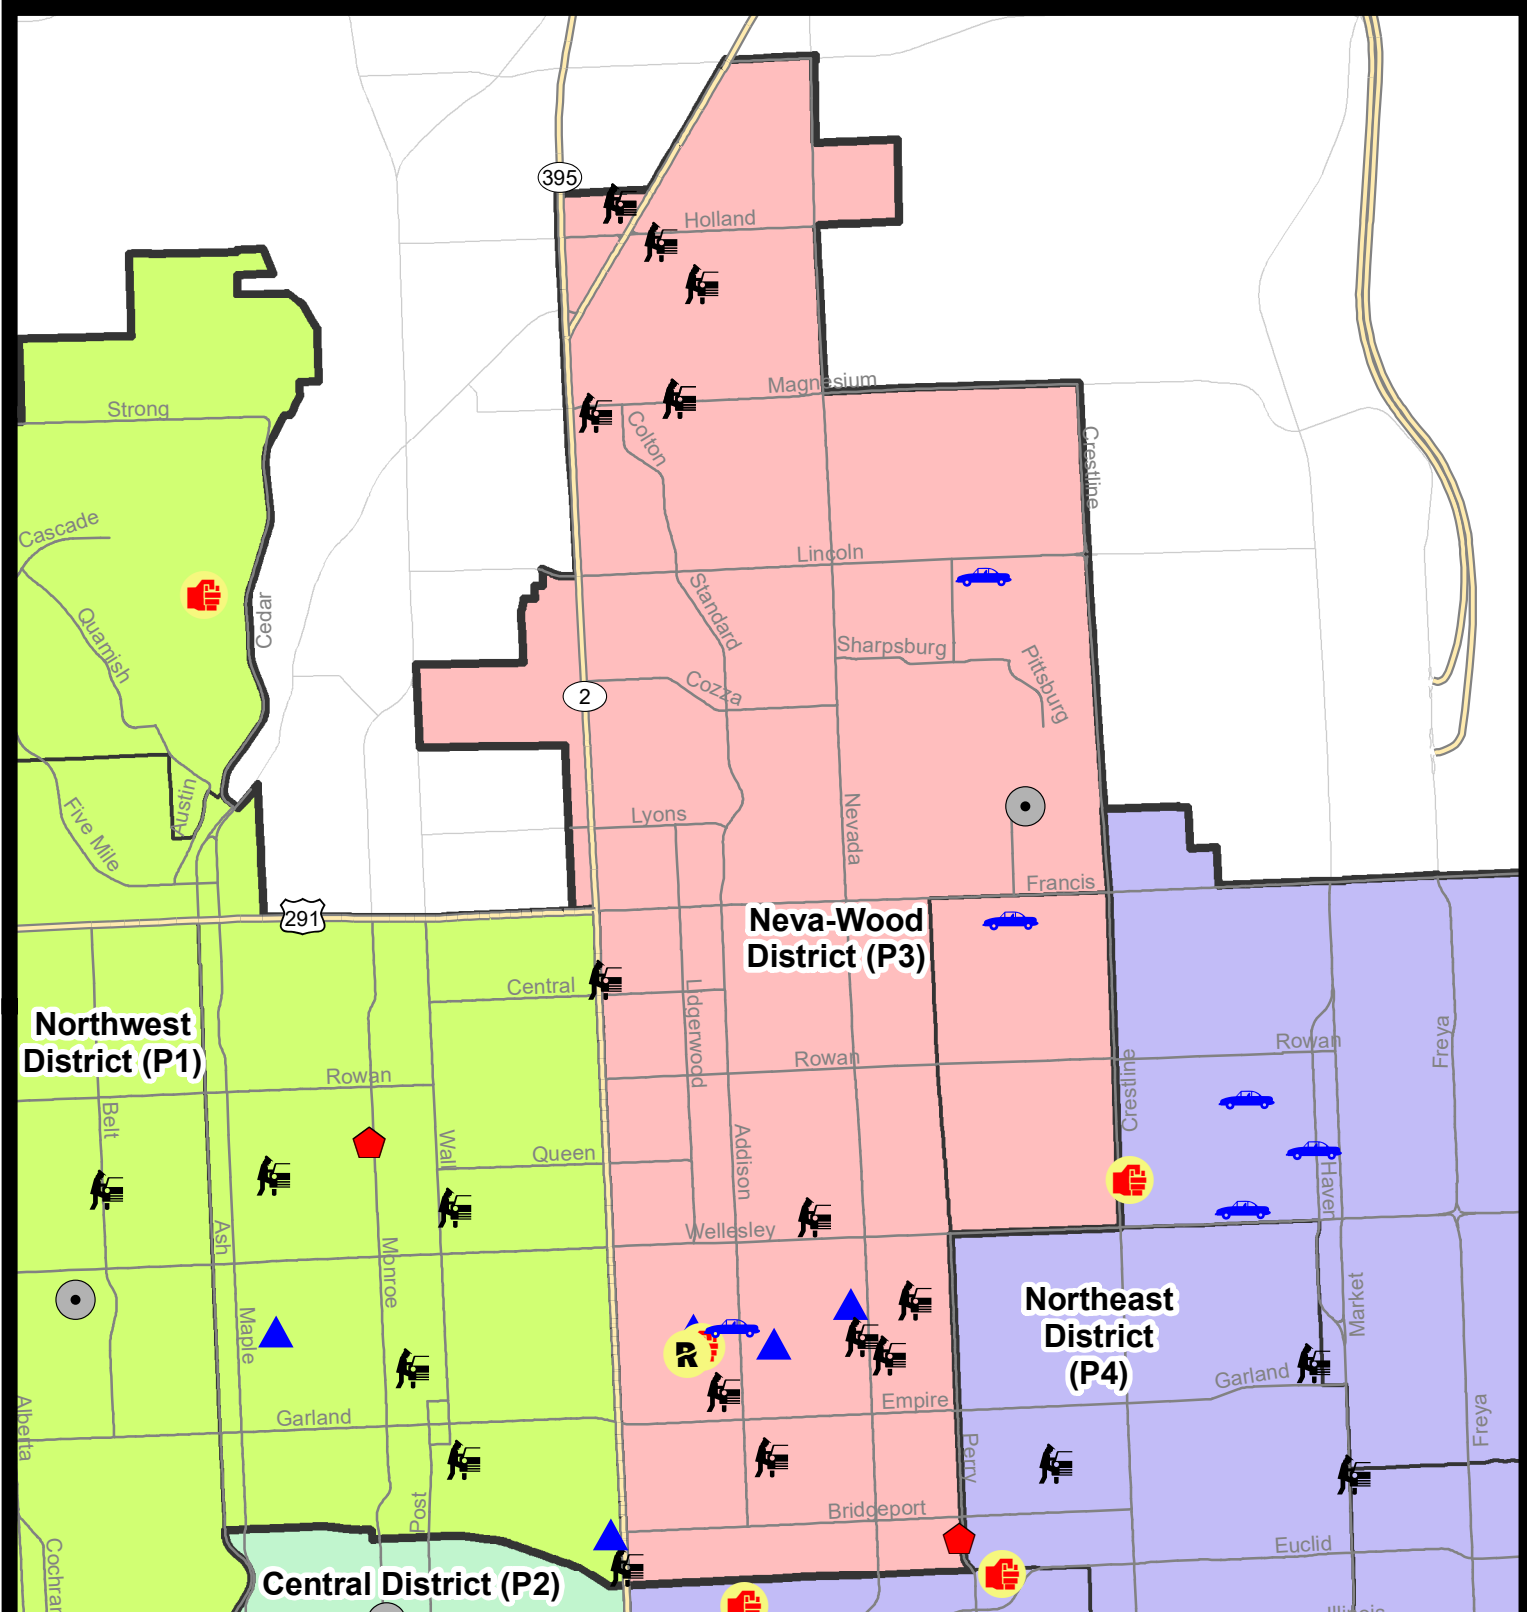 395
Holland
Magnesium
Strong
Colton
Crestline
Cascade
Lincoln
Quamish
Cedar
Standard
Sharpsburg
Pittsburg
Cozza
2
Five Mile
Austin
Lyons
Nevada
Francis
291
Neva-Wood
District (P3)
Central
Lidgerwood
Northwest
District (P1)
Rowan
Rowan
Rowan
Freya
Crestline
Belt
Wall
Queen
Addison
Haven
Ash
Monroe
Wellesley
Maple
Northeast
District
(P4)
Market
R
Garland
Empire
Garland
Alberta
Freya
Perry
Post
Bridgeport
Euclid
Central District (P2)